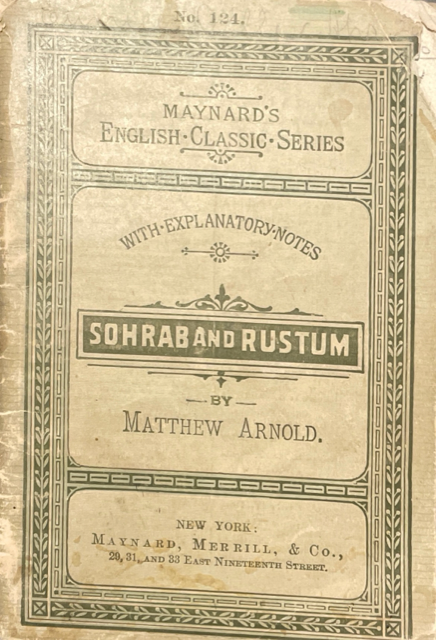 No. 124.
MAYNARD'S
ENGLISH·CLASSIC·SERIES
WITH·EXPLANATORY·NOTES
SOHRAB AND RUSTUM
—BY—
MATTHEW ARNOLD.
NEW YORK:
MAYNARD, MERRILL, & CO.,
29, 31, AND 33 EAST NINETEENTH STREET.